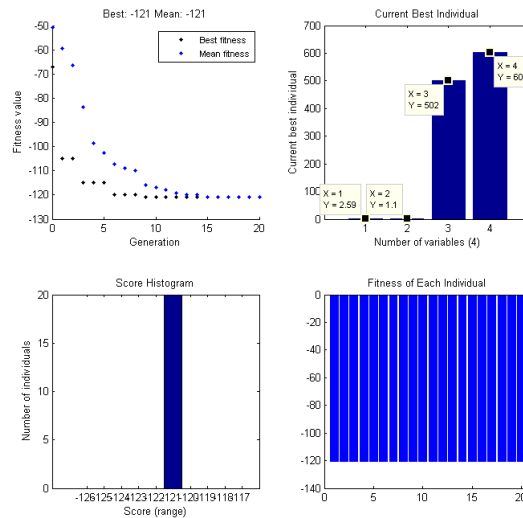 Best: -121 Mean: -121
-50
-60
-70
-80
-90
-100
-110
-120
-130
Fitness value
Best fitness
Mean fitness
0
5
10
15
20
Generation
Current Best Individual
700
600
500
400
300
200
100
0
Current best individual
X = 1
Y = 2.59
X = 2
Y = 1.1
X = 3
Y = 502
X = 4
Y = 60
1
2
3
4
Number of variables (4)
Score Histogram
20
15
10
5
0
Number of individuals
-126-125-124-123-122-121-120-119-118-117
Score (range)
Fitness of Each Individual
0
-20
-40
-60
-80
-100
-120
-140
0
5
10
15
20